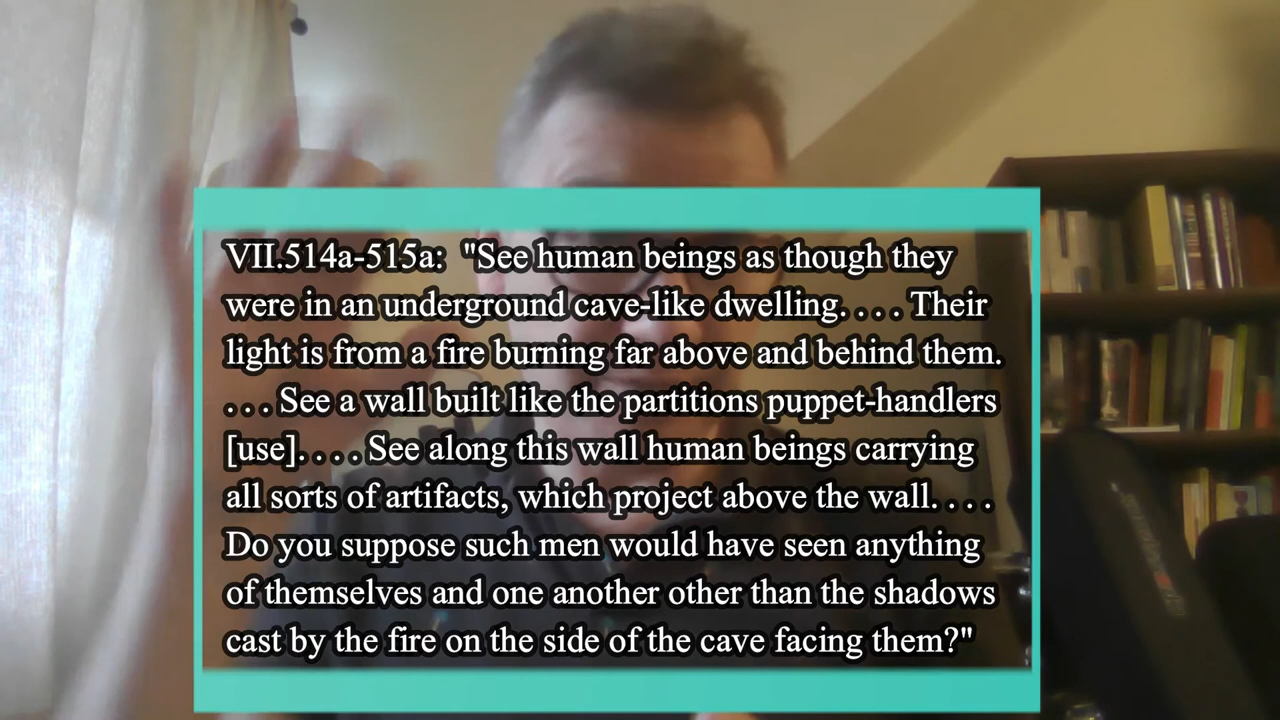 VII.514a-515a:  "See human beings as though they
were in an underground cave-like dwelling. . . . Their
light is from a fire burning far above and behind them.
. . . See a wall built like the partitions puppet-handlers
[use]. . . . See along this wall human beings carrying
all sorts of artifacts, which project above the wall. . . .
Do you suppose such men would have seen anything
of themselves and one another other than the shadows
cast by the fire on the side of the cave facing them?"